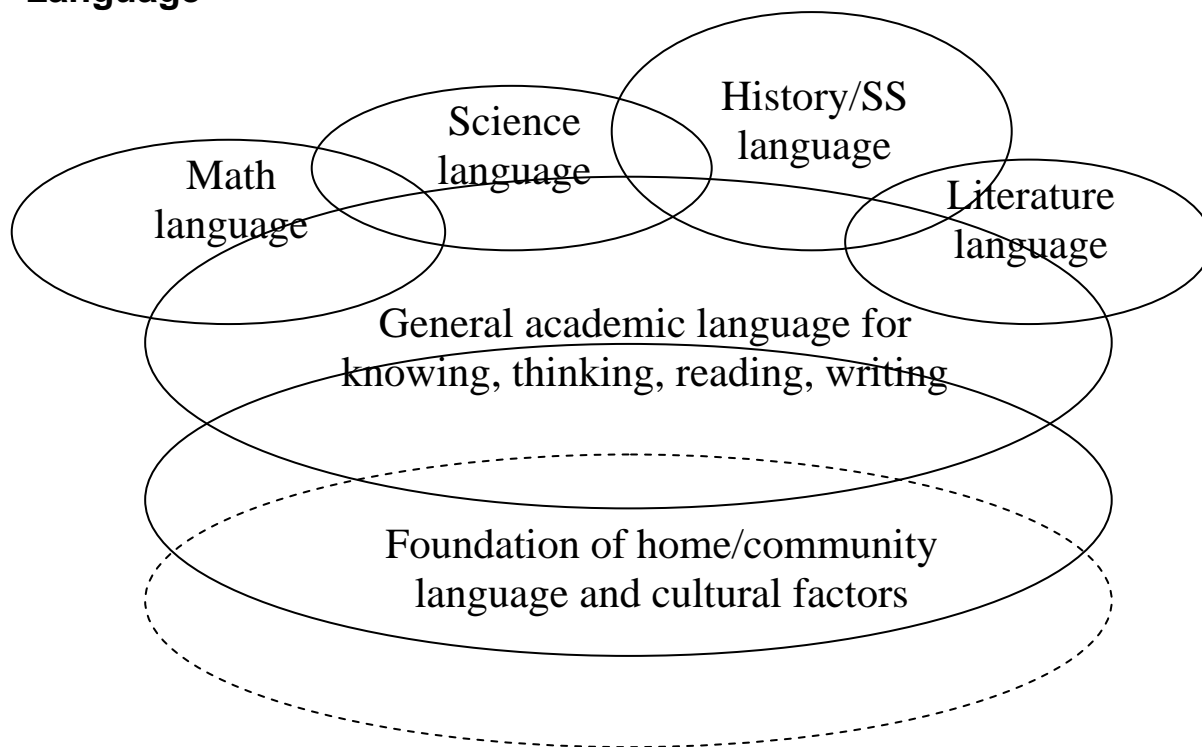 Language
History/SS
language
Science
language
Math
language
Literature
language
General academic language for
knowing, thinking, reading, writing
Foundation of home/community
language and cultural factors